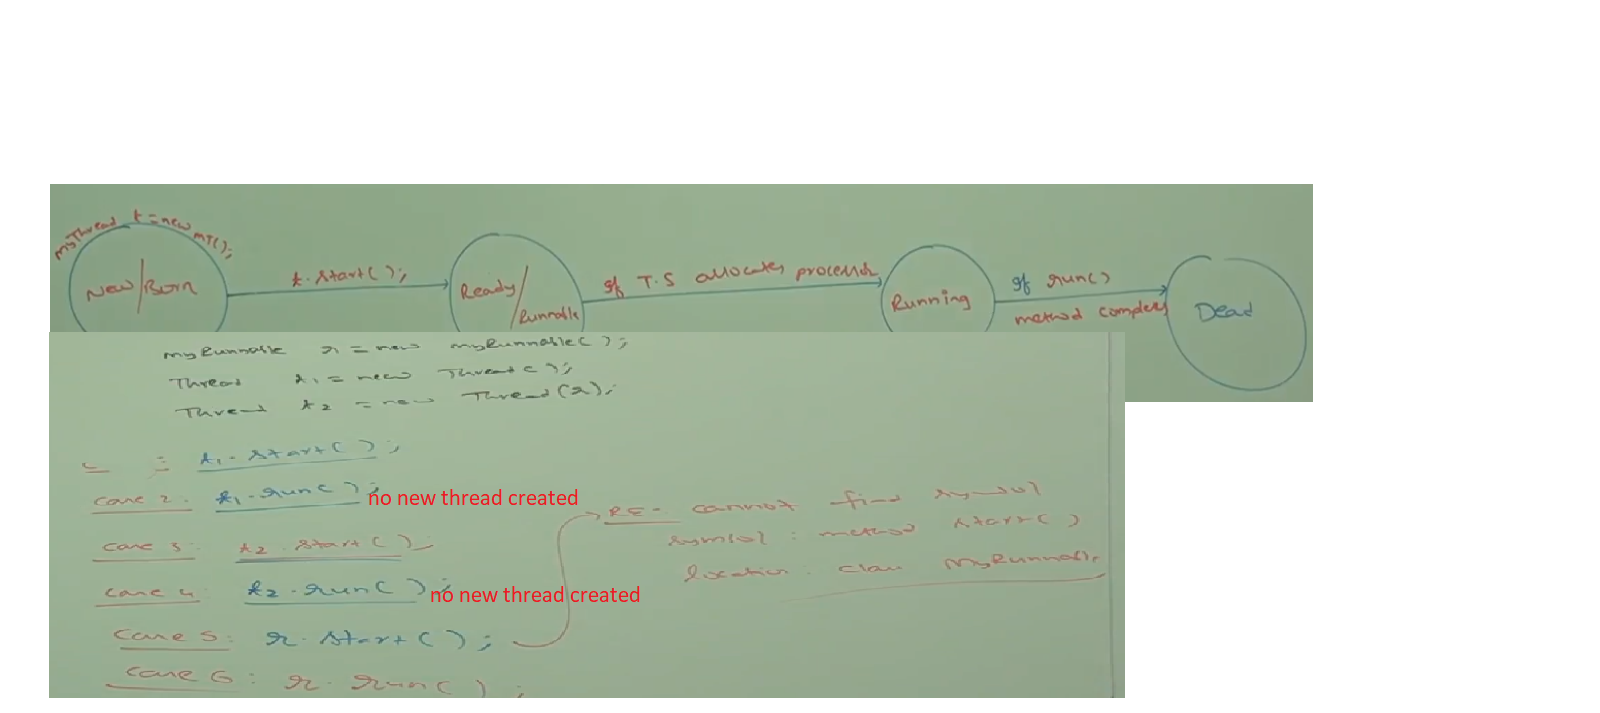 MyThread t = new MT();
New/Born
t.start();
Ready/
Runnable
If T.S allocates processor
Running
If run()
method completes
Dead
MyRunnable r = new MyRunnable();
Thread t1 = new Thread();
Thread t2 = new Thread(r);
t1.start();
case 2: t1.run(); no new thread created
case 3: t2.start();
case 4: t2.run(); no new thread created
case 5: r.start();
case 6: r.run();
CE: cannot find symbol
symbol: method start()
location: class MyRunnable